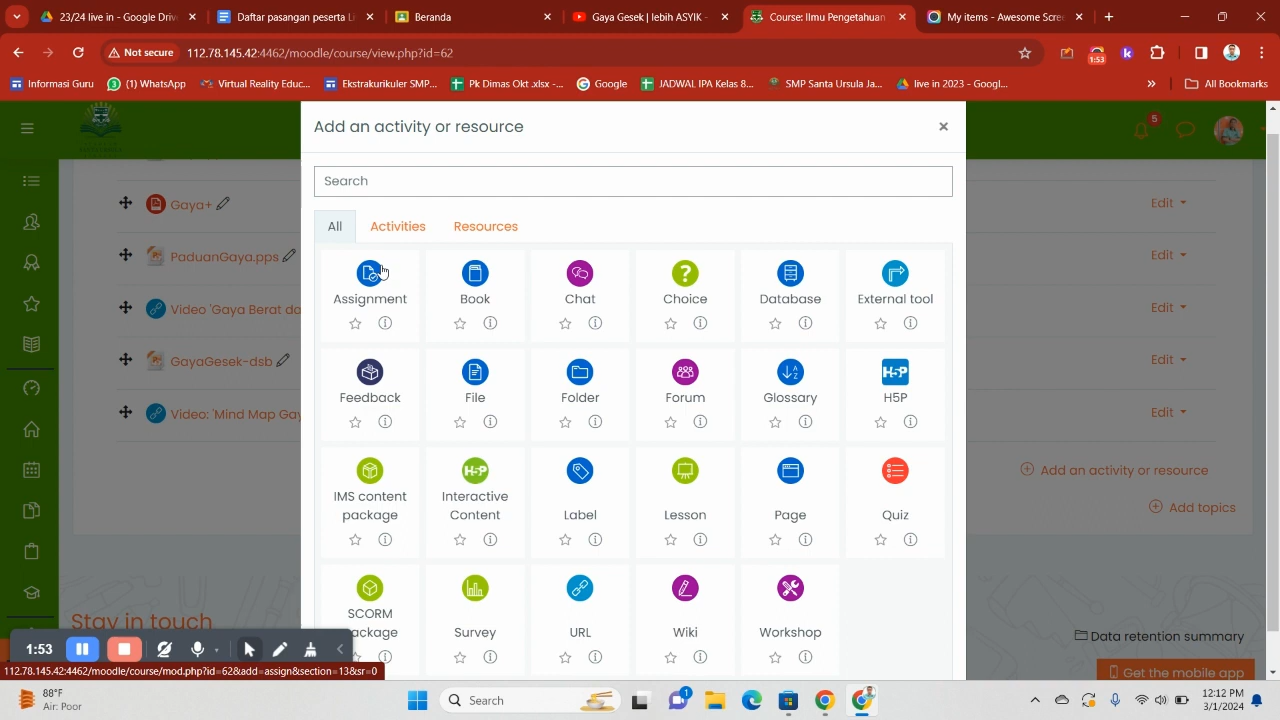 23/24 live in - Google Driv
Daftar pasangan peserta Li
Beranda
Gaya Gesek | lebih ASYIK -
Course: Ilmu Pengetahuan
My items - Awesome Scre
Not secure
112.78.145.42:4462/moodle/course/view.php?id=62
1:53
Informasi Guru
(1) WhatsApp
Virtual Reality Educ...
Ekstrakurikuler SMP...
Pk Dimas Okt .xlsx -...
Google
JADWAL IPA Kelas 8...
SMP Santa Ursula Ja...
live in 2023 - Googl...
All Bookmarks
Add an activity or resource
5
Search
All
Activities
Resources
Gaya+
Edit
PaduanGaya.pps
Edit
Video 'Gaya Berat da
Edit
GayaGesek-dsb
Edit
Video: 'Mind Map Gay
Edit
Assignment
Book
Chat
Choice
Database
External tool
Feedback
File
Folder
Forum
Glossary
H5P
H5P
IMS content
package
H5P
Interactive
Content
Label
Lesson
Page
Quiz
SCORM
package
Survey
URL
Wiki
Workshop
Add an activity or resource
Add topics
Stay in touch
Data retention summary
Get the mobile app
1:53
112.78.145.42:4462/moodle/course/mod.php?id=62&add=assign&section=13&sr=0
88°F
Air: Poor
Search
1
12:12 PM
3/1/2024